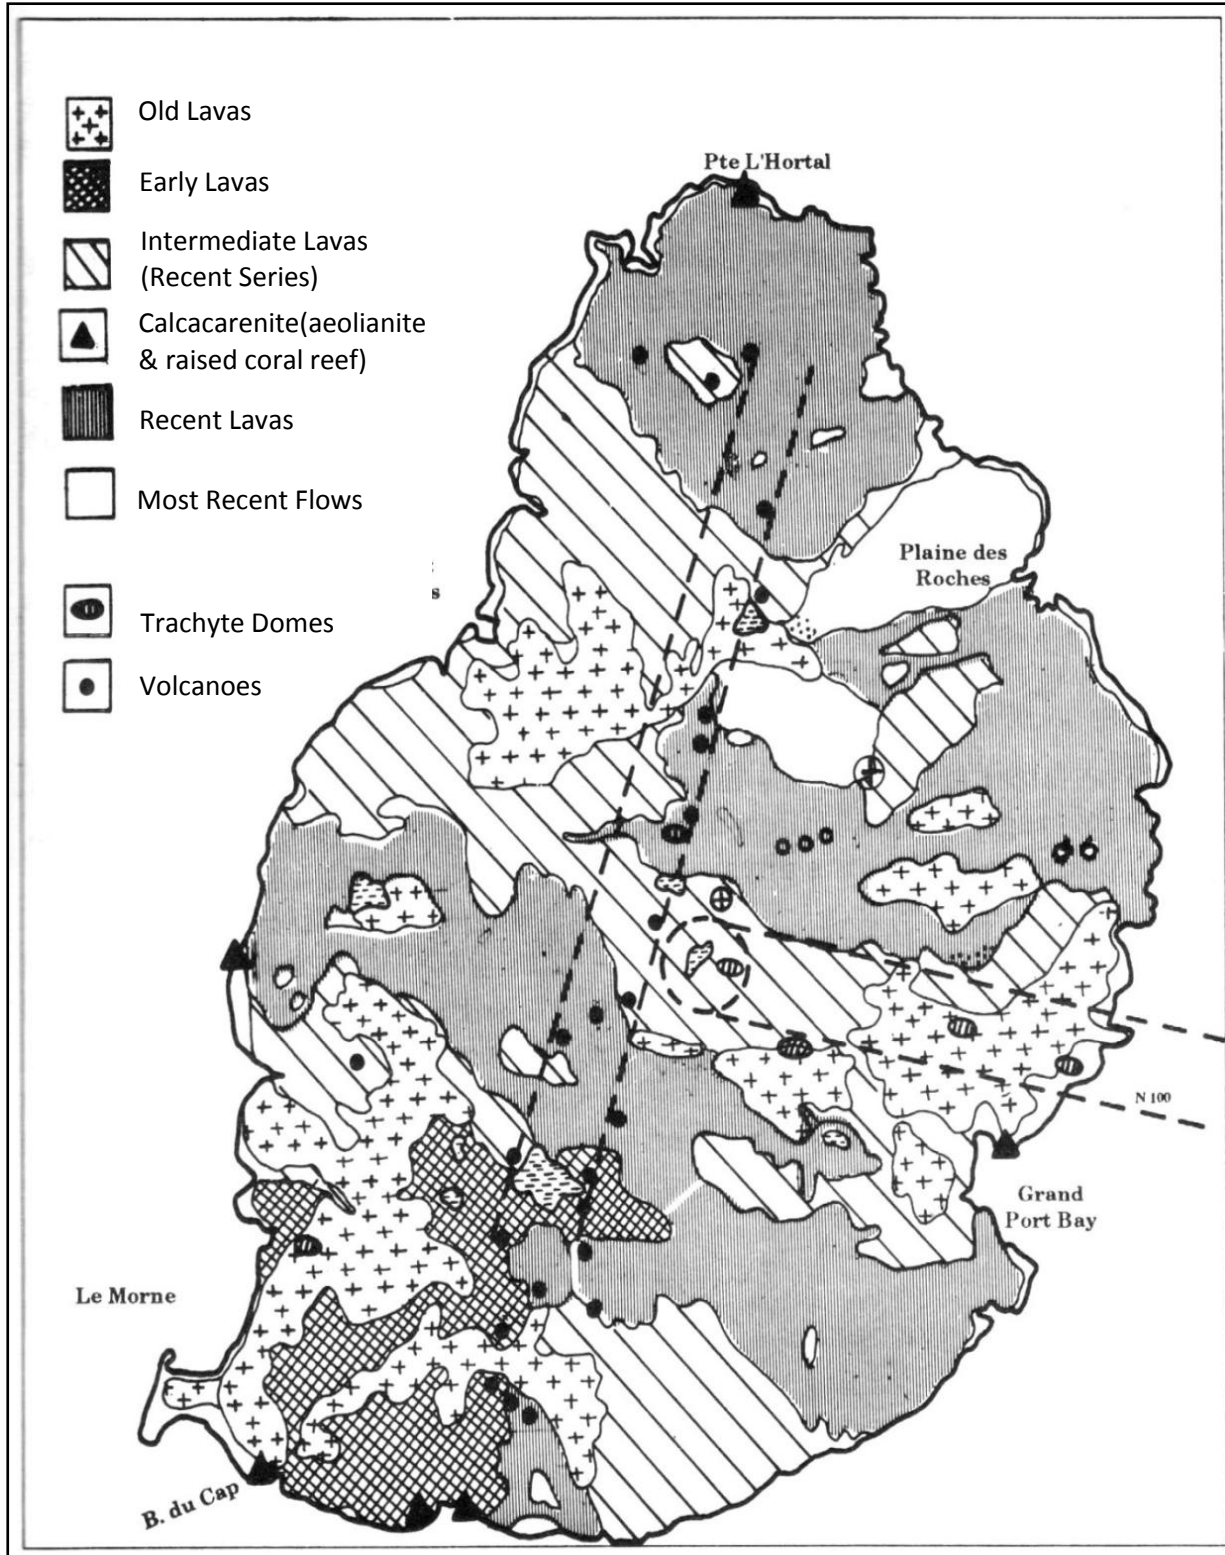 Old Lavas
Early Lavas
Intermediate Lavas
(Recent Series)
Calcacarenite(aeolianite
& raised coral reef)
Recent Lavas
Most Recent Flows
Trachyte Domes
Volcanoes
Pte L'Hortal
Plaine des
Roches
s
N 100
Grand
Port Bay
Le Morne
B. du Cap